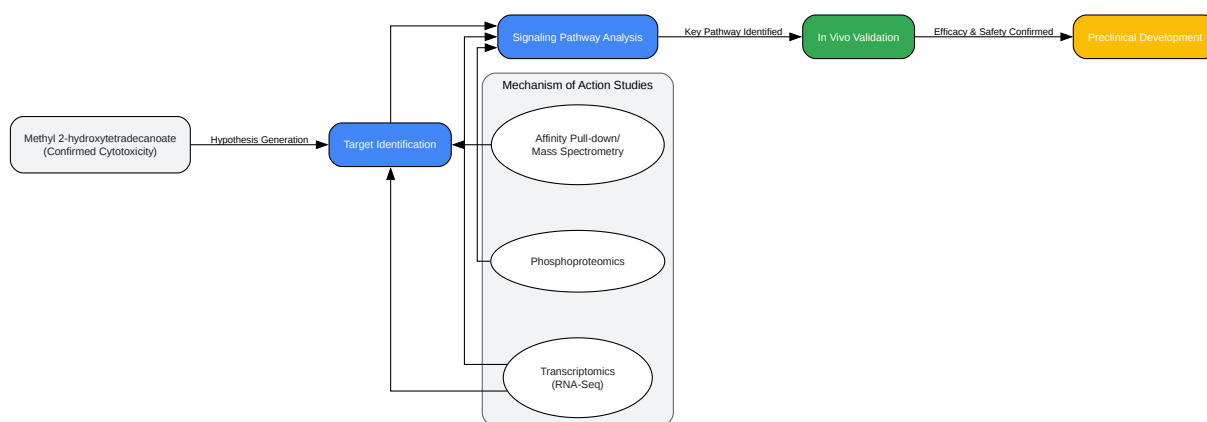 Signaling Pathway Analysis
Key Pathway Identified
In Vivo Validation
Efficacy & Safety Confirmed
Preclinical Development
Mechanism of Action Studies
Methyl 2-hydroxytetradecanoate
(Confirmed Cytotoxicity)
Hypothesis Generation
Target Identification
Affinity Pull-down/
Mass Spectrometry
Phosphoproteomics
Transcriptomics
(RNA-Seq)